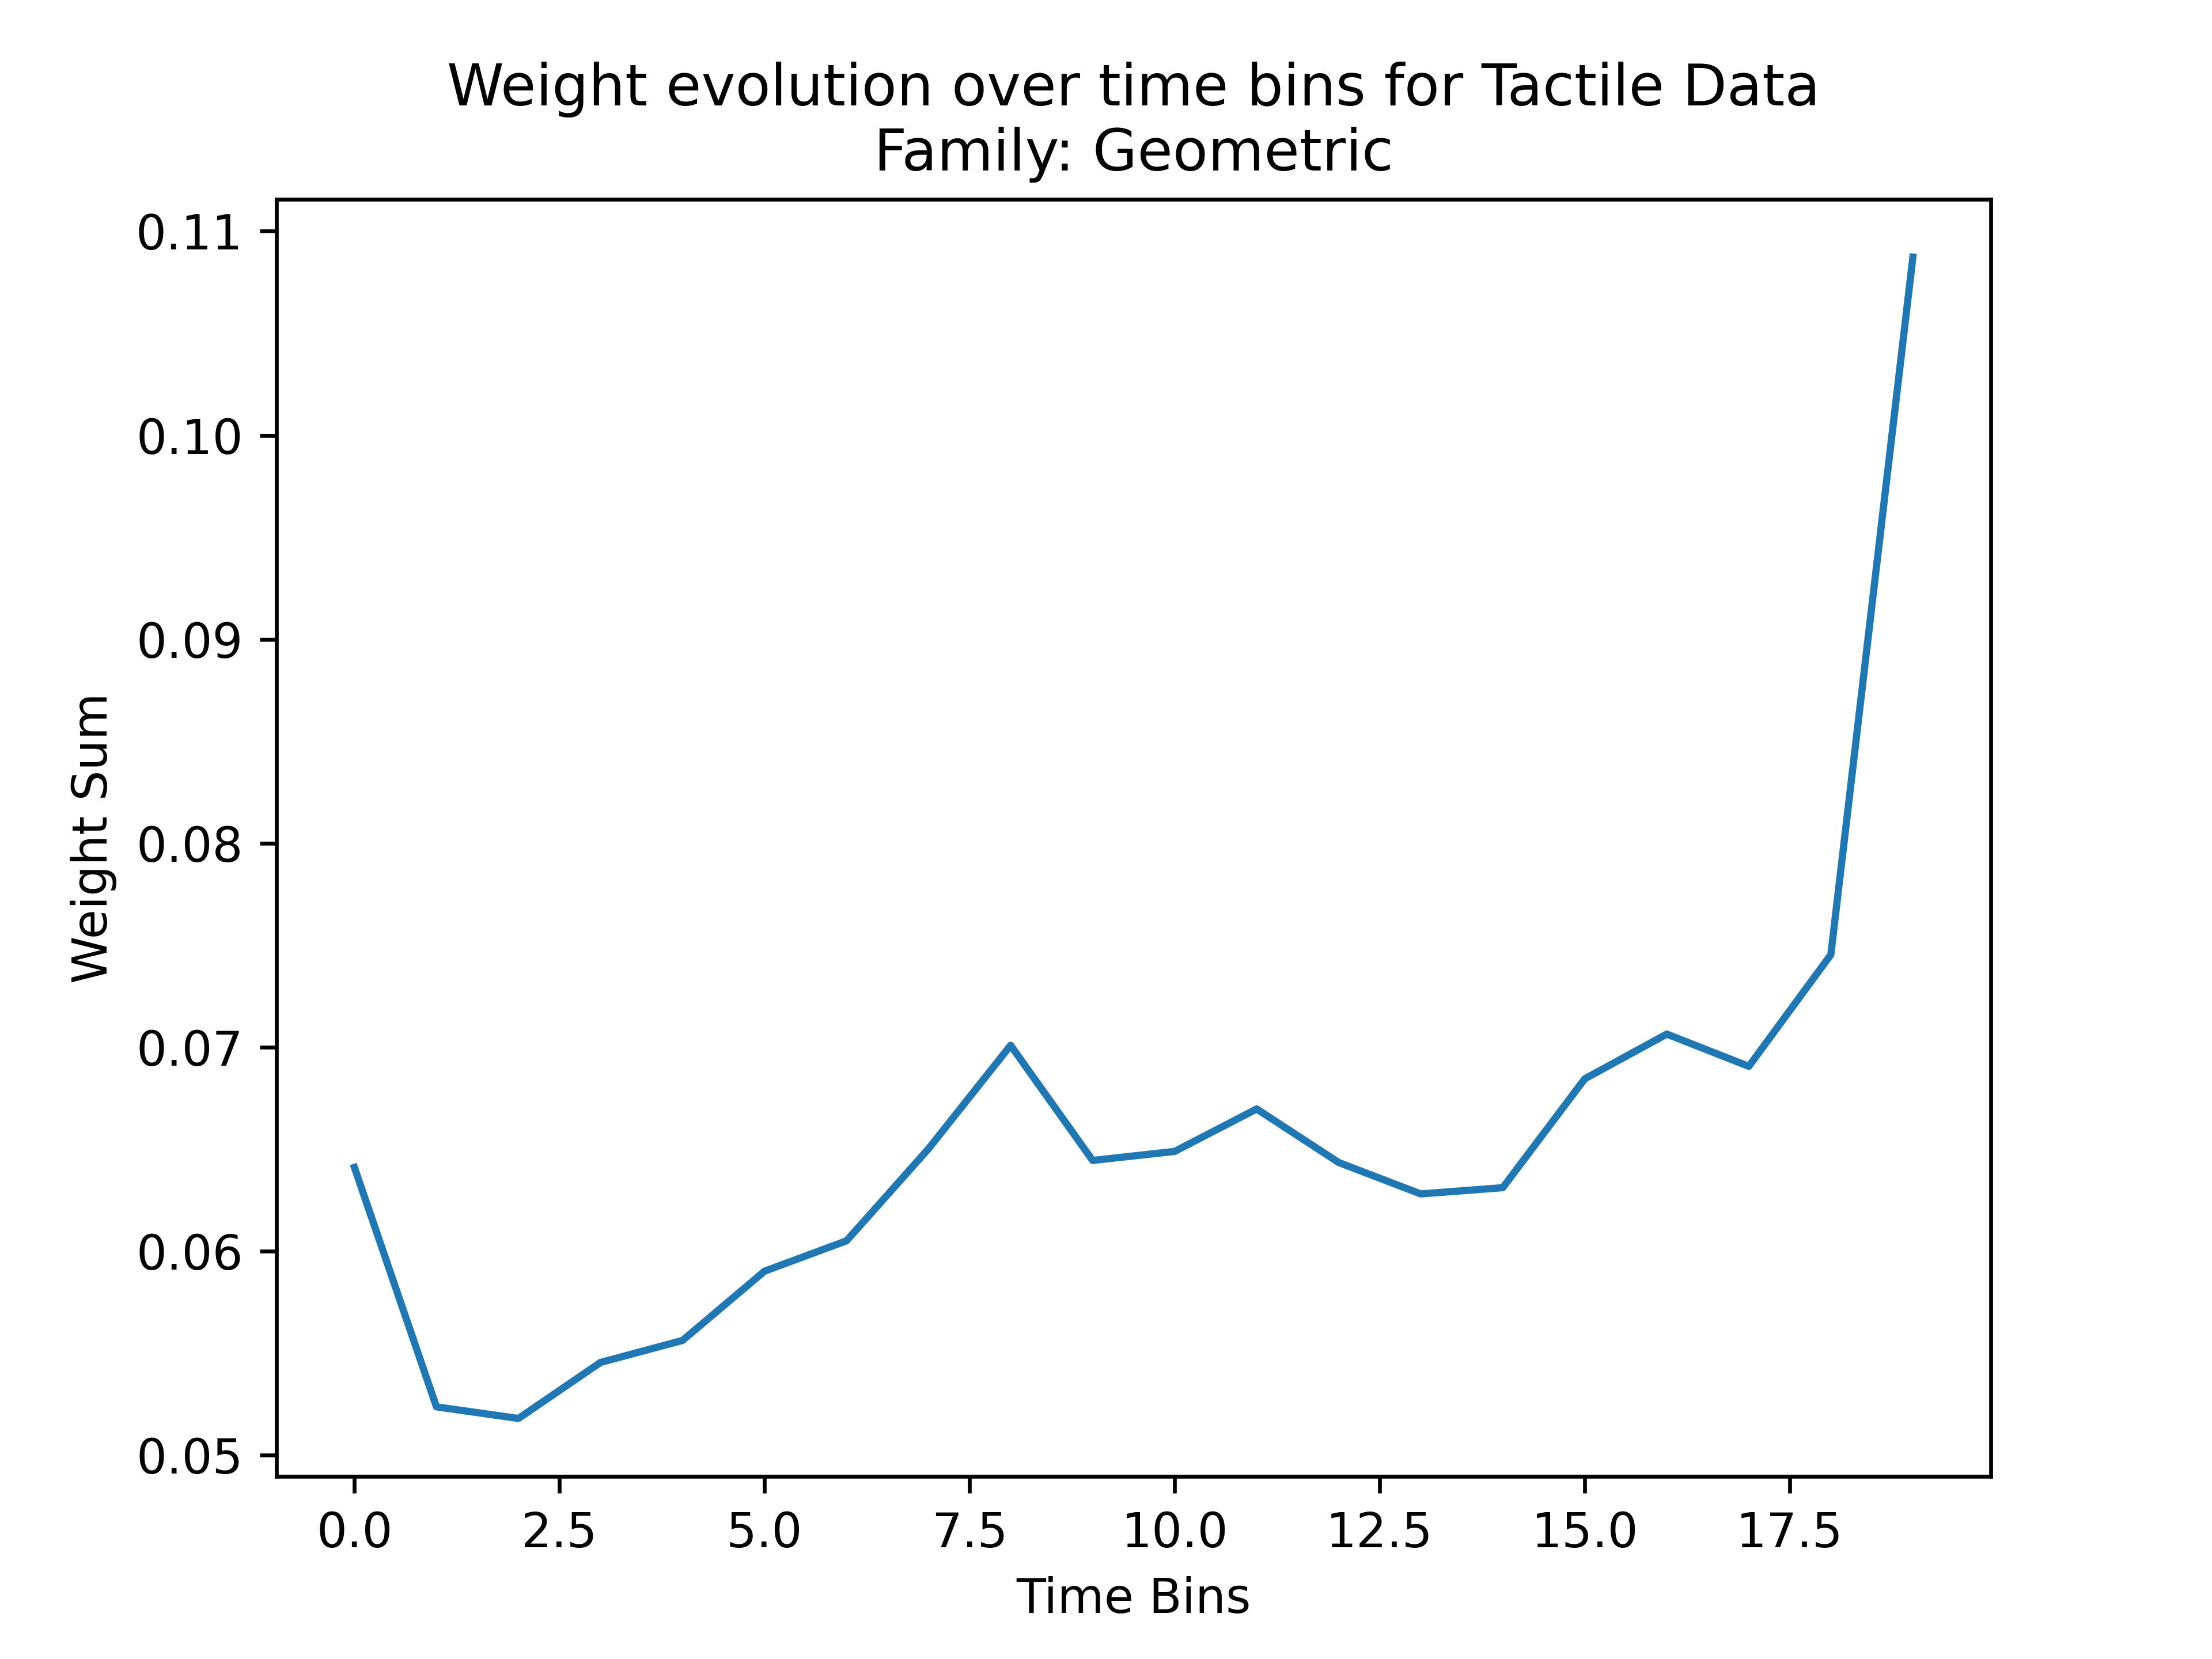 Weight evolution over time bins for Tactile Data
Family: Geometric
0.11
0.10
0.09
0.08
0.07
0.06
0.05
Weight Sum
0.0 2.5 5.0 7.5 10.0 12.5 15.0 17.5
Time Bins